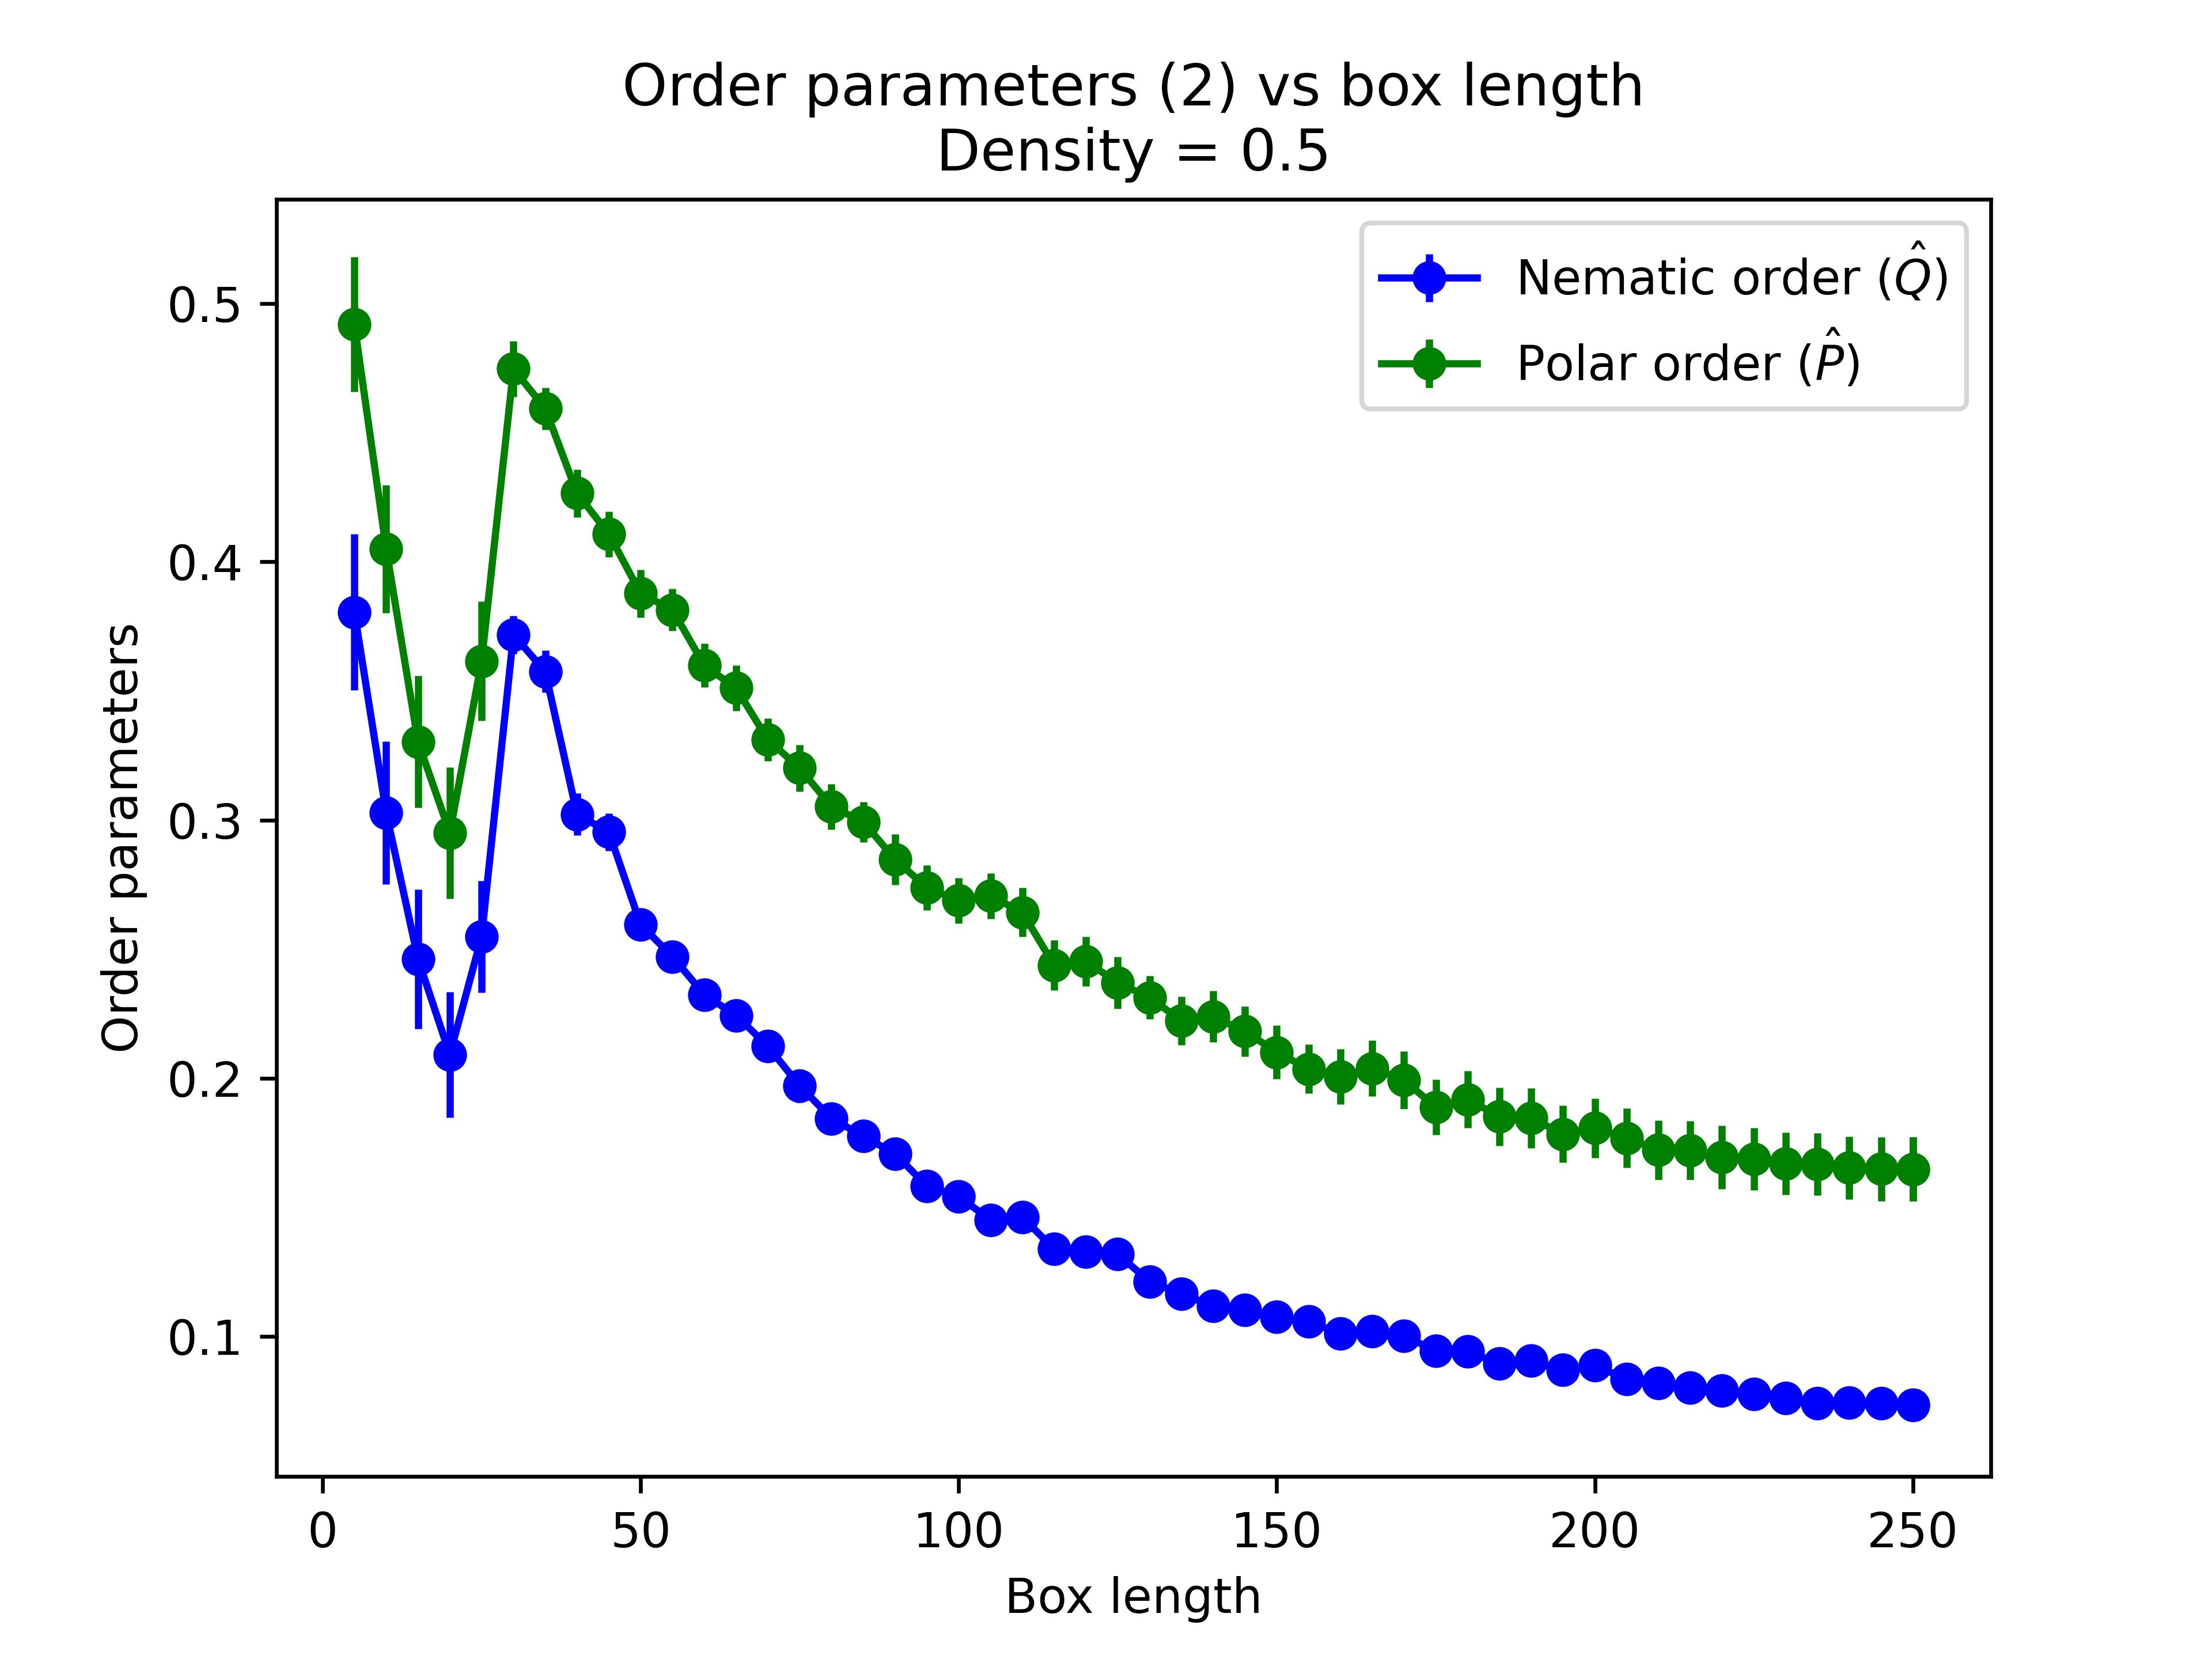 Order parameters (2) vs box length
Density = 0.5
Nematic order (Q̂)
Polar order (P̂)
Order parameters
0.5
0.4
0.3
0.2
0.1
0 50 100 150 200 250
Box length